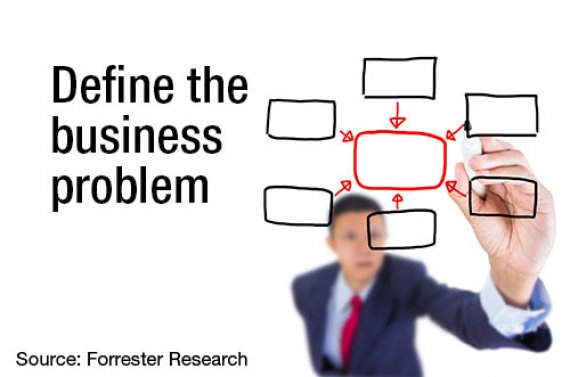 Define the
business
problem
Source: Forrester Research